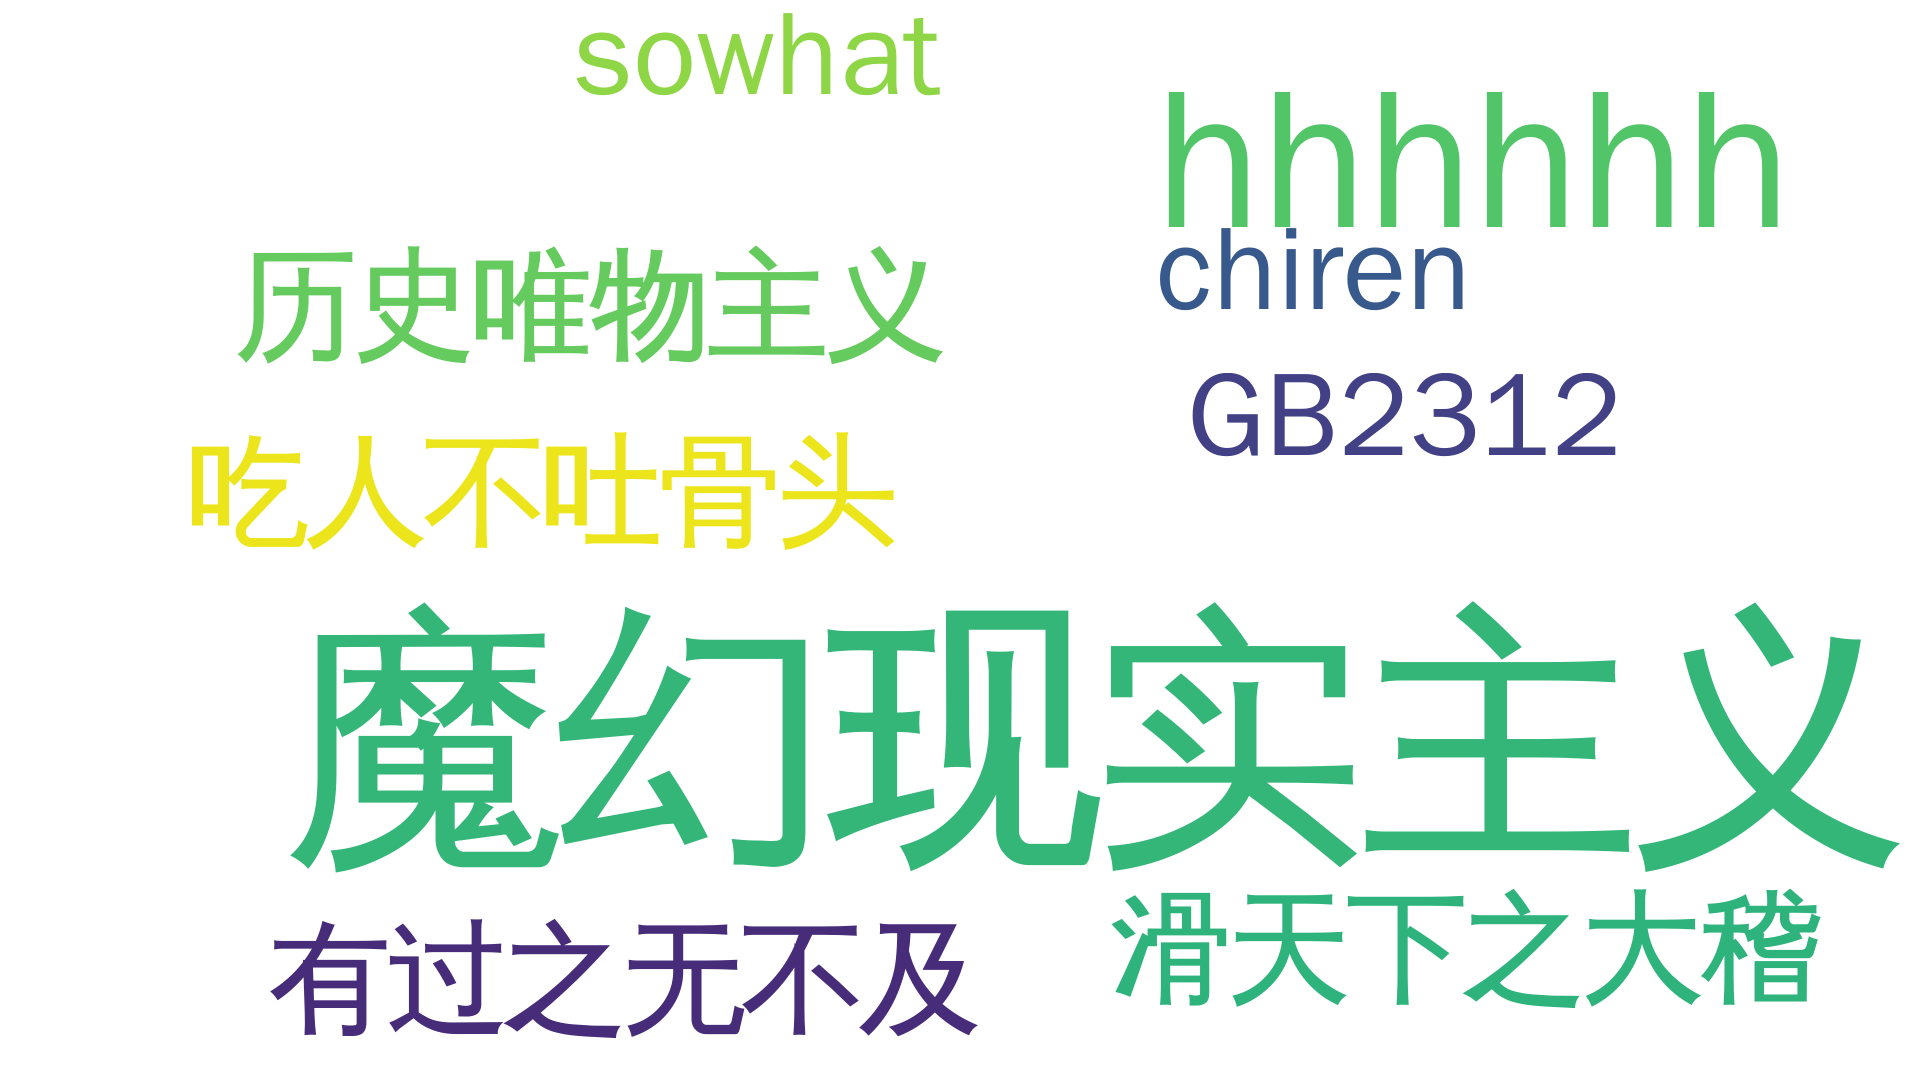 sowhat
hhhhhh
历史唯物主义
chiren
GB2312
吃人不吐骨头
魔幻现实主义
有过之无不及
滑天下之大稽